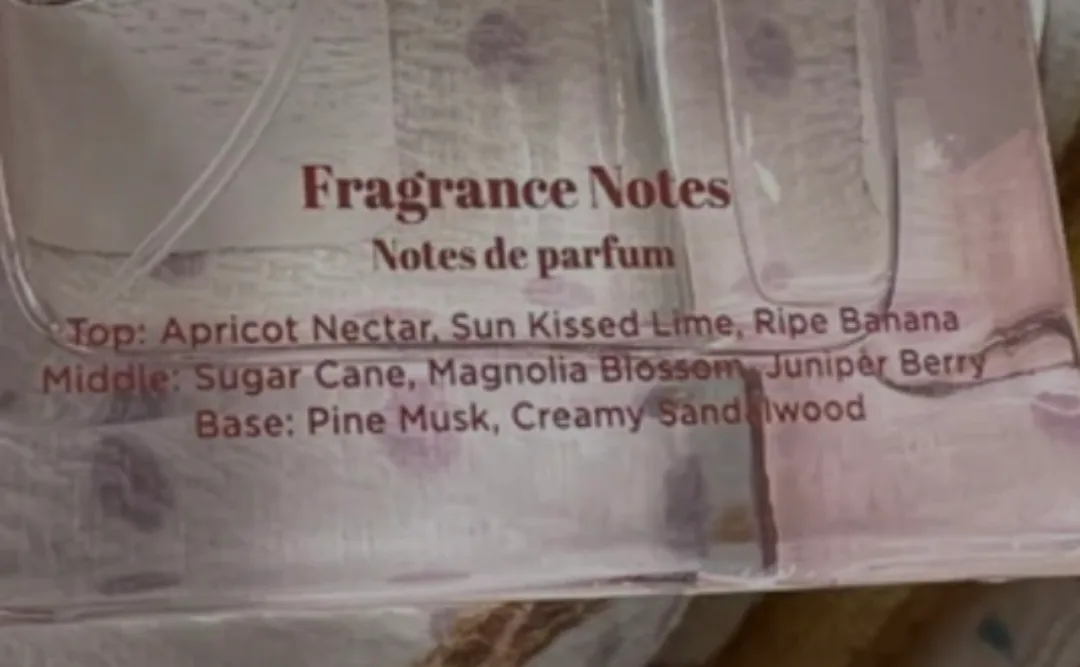 Fragrance Notes
Notes de parfum
Top: Apricot Nectar, Sun Kissed Lime, Ripe Banana
Middle: Sugar Cane, Magnolia Blossom, Juniper Berry
Base: Pine Musk, Creamy Sandalwood